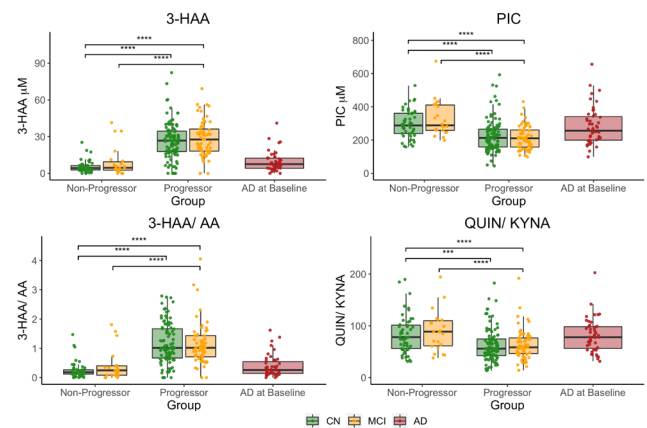 3-HAA
PIC
****
****
****
****
****
****
3-HAA µM
90
60
30
0
PIC µM
800
600
400
200
0
Non-Progressor Progressor AD at Baseline
Group
Non-Progressor Progressor AD at Baseline
Group
3-HAA/ AA
QUIN/ KYNA
****
****
****
****
***
****
3-HAA/ AA
4
3
2
1
0
QUIN/ KYNA
200
100
0
Non-Progressor Progressor AD at Baseline
Group
Non-Progressor Progressor AD at Baseline
Group
CN MCI AD